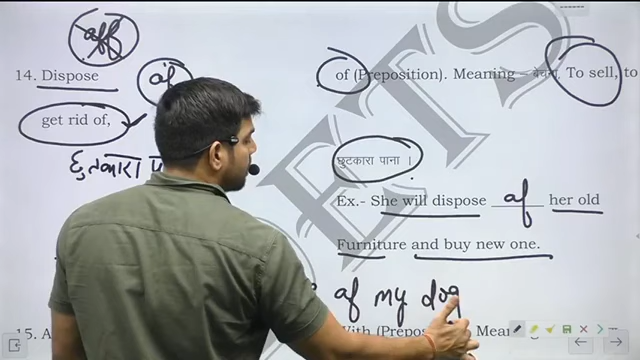 off
14. Dispose of of (Preposition). Meaning – बेचना, To sell, to
get rid of,
छुटकारा
छुटकारा पाना ।
Ex.- She will dispose of her old
Furniture and buy new one.
of my dog
15. A With (Prepos Mean